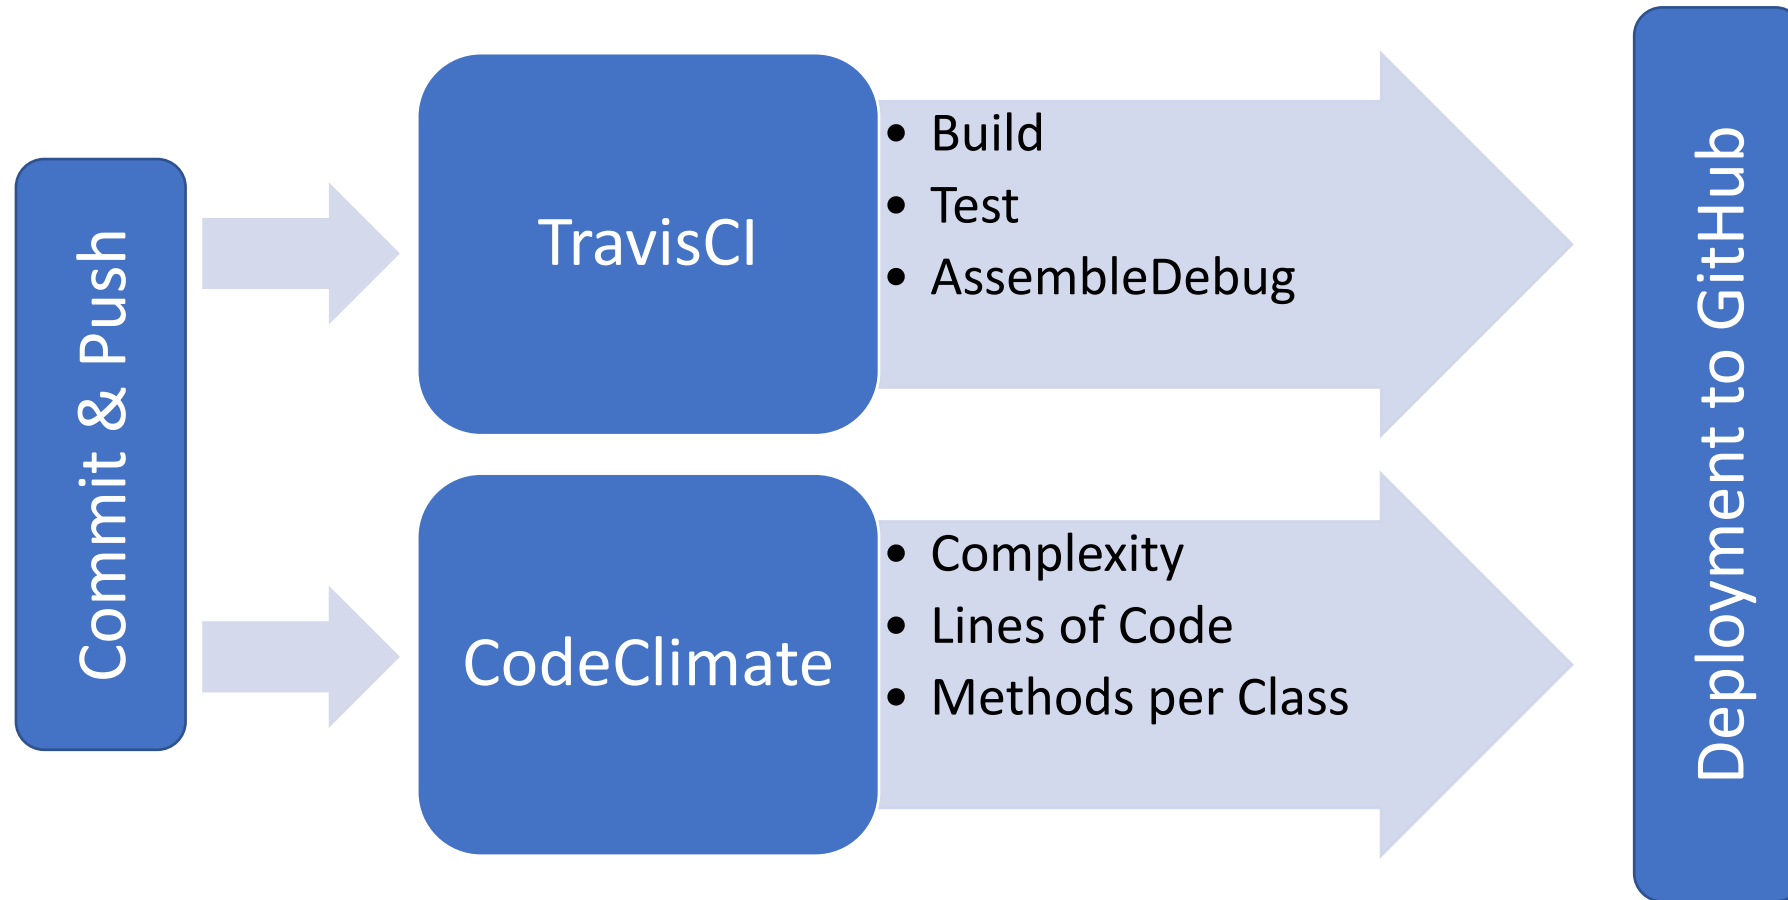 Commit & Push
TravisCI
• Build
• Test
• AssembleDebug
CodeClimate
• Complexity
• Lines of Code
• Methods per Class
Deployment to GitHub